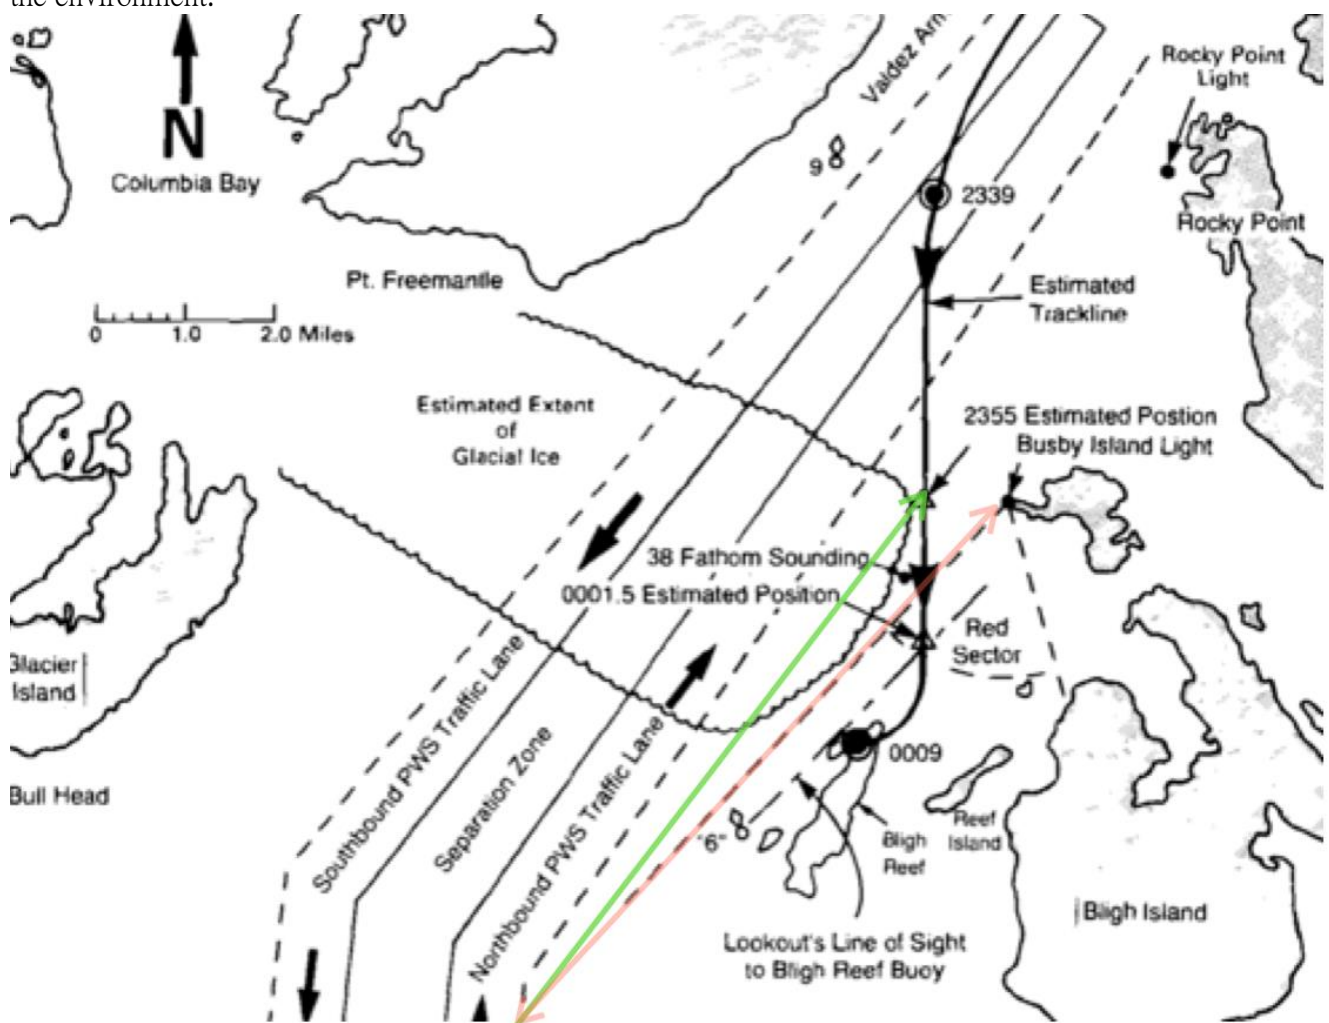 the environment.
Valdez Arm
Rocky Point
Light
N
Columbia Bay
9
2339
Rocky Point
Pt. Freemantle
Estimated
Trackline
0 1.0 2.0 Miles
Estimated Extent
of
Glacial Ice
2355 Estimated Postion
Busby Island Light
38 Fathom Sounding
0001.5 Estimated Position
Red
Sector
Glacier
Island
Southbound PWS Traffic Lane
Separation Zone
Northbound PWS Traffic Lane
0009
Bull Head
"6"
Bligh
Reef
Reef
Island
Bligh Island
Lookout's Line of Sight
to Bligh Reef Buoy